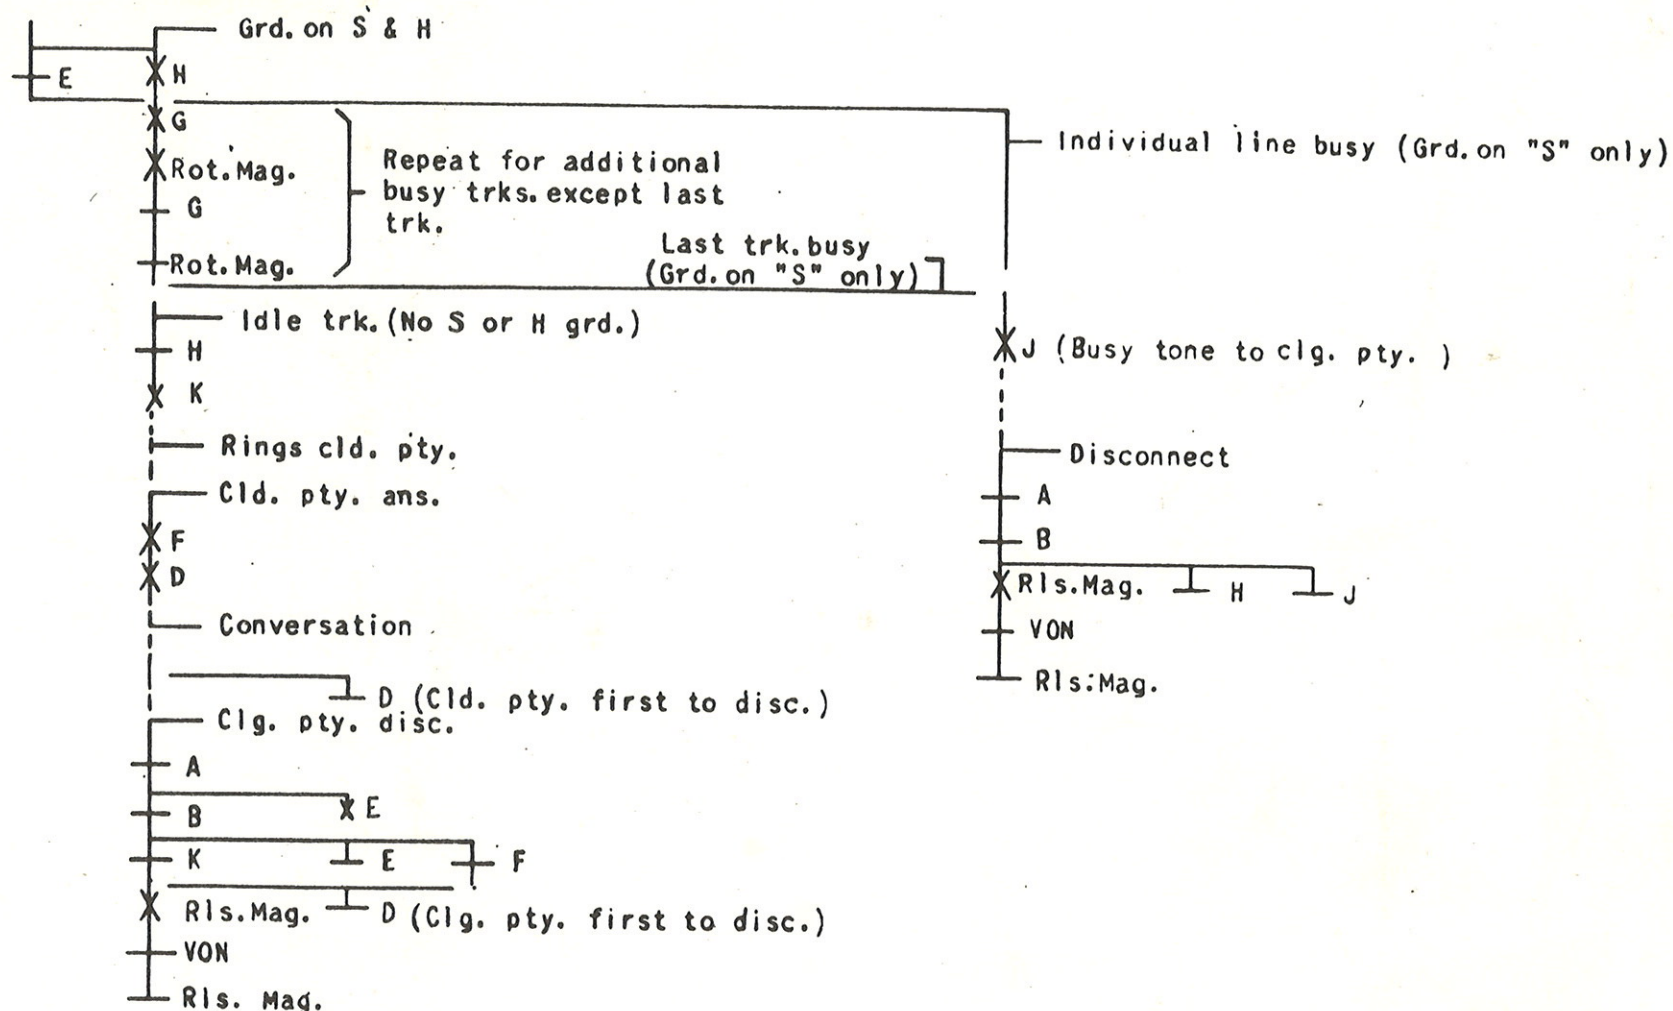 Grd. on S & H
E
H
G
Individual line busy (Grd. on "S" only)
Rot. Mag.
Repeat for additional
busy trks. except last
trk.
G
Last trk. busy
(Grd. on "S" only)
Rot. Mag.
Idle trk. (No S or H grd.)
H
K
J (Busy tone to clg. pty. )
Rings cld. pty.
Disconnect
Cld. pty. ans.
A
F
B
D
Rls. Mag.
H
J
Conversation
VON
Rls:Mag.
D (Cld. pty. first to disc.)
Clg. pty. disc.
A
B
E
K
E
F
Rls. Mag.
D (Clg. pty. first to disc.)
VON
Rls. Mag.